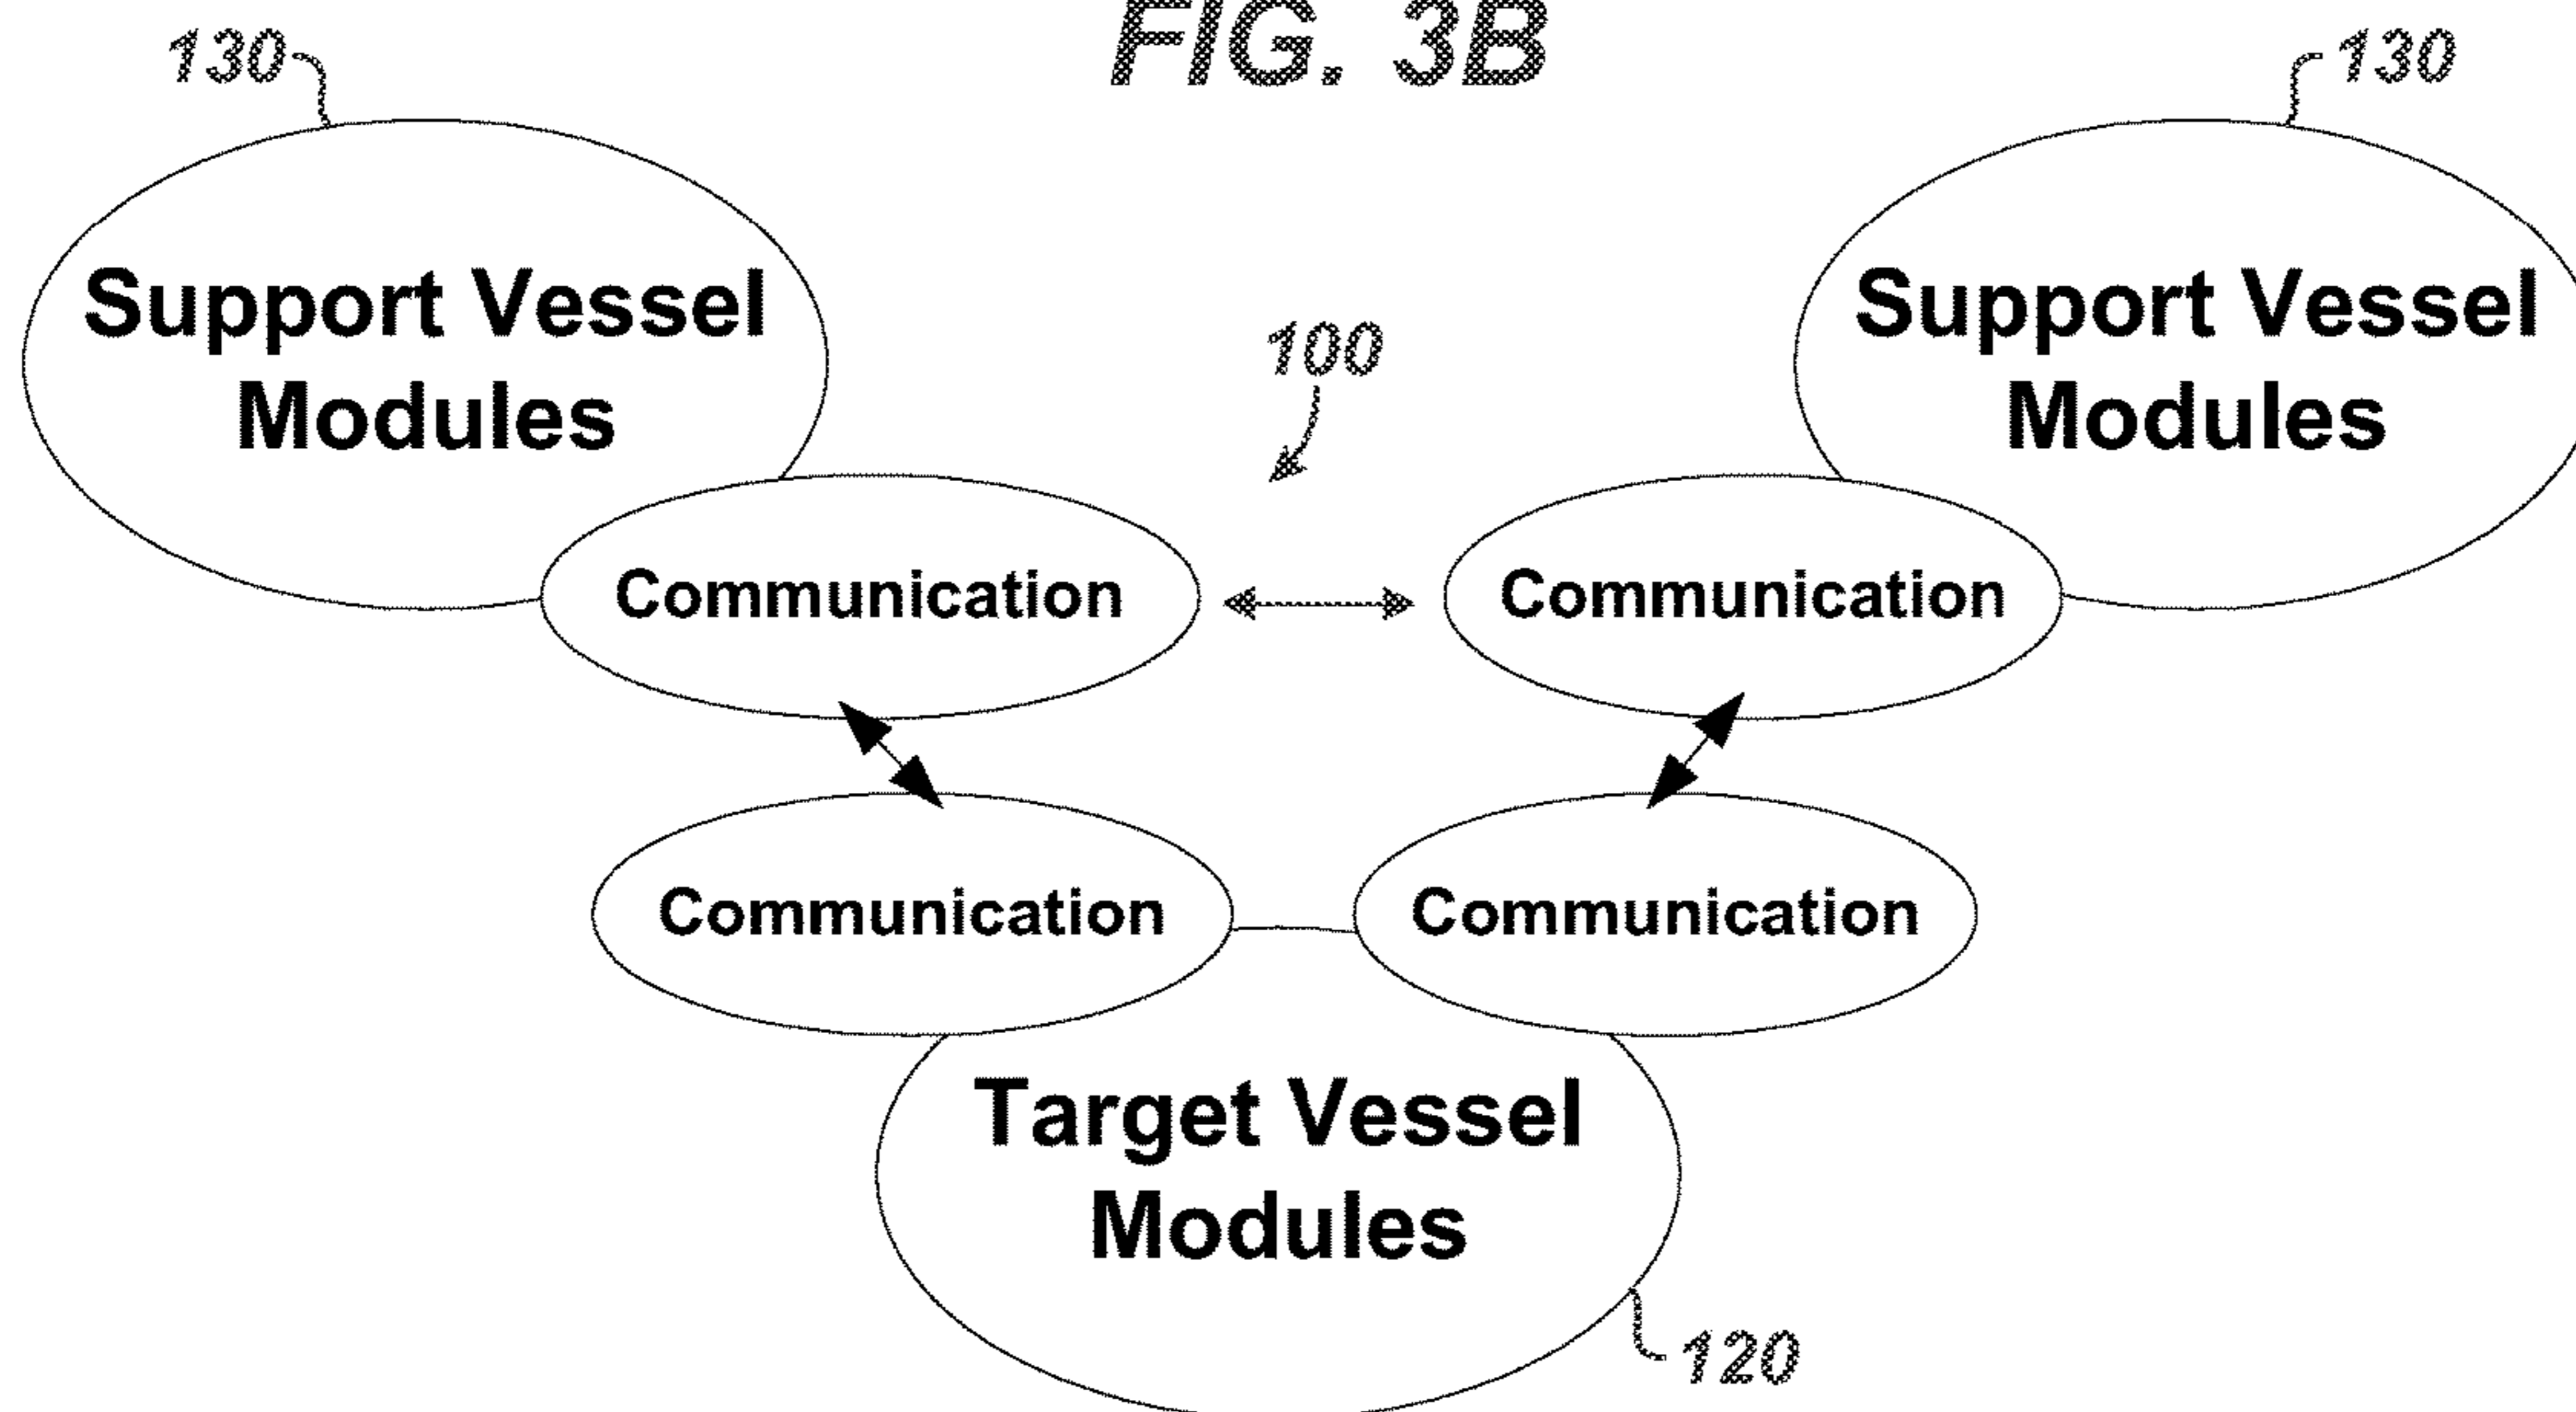 FIG. 3B
130
130
Support Vessel
Modules
100
Support Vessel
Modules
Communication
Communication
Communication
Communication
Target Vessel
Modules
120